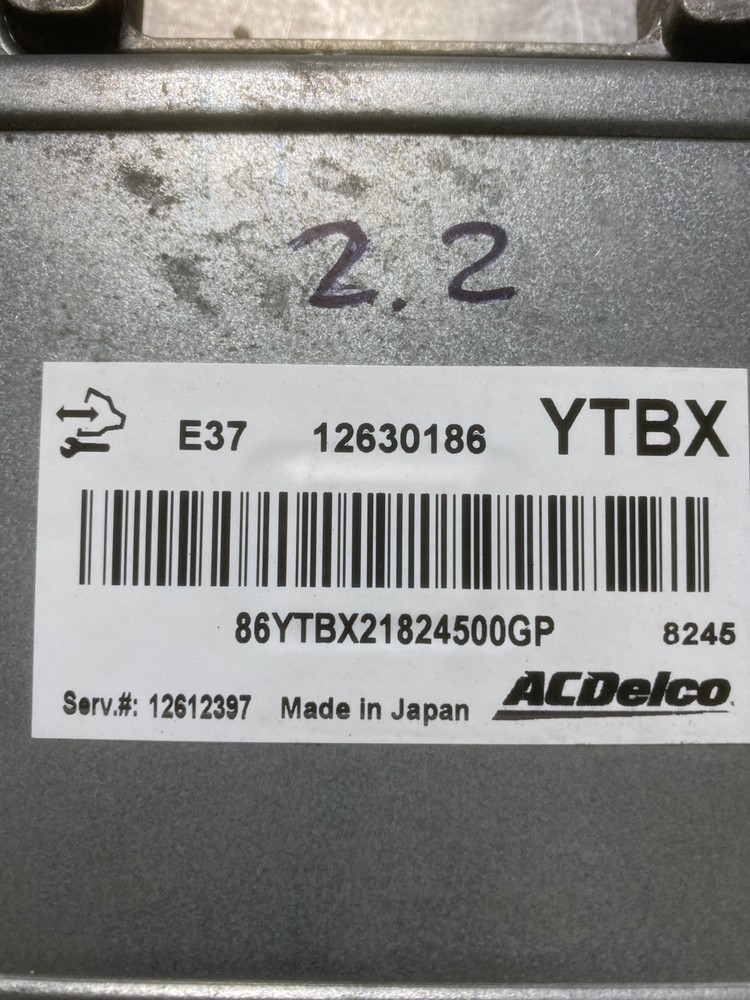 2.2
E37 12630186 YTBX
86YTBX21824500GP 8245
Serv.#: 12612397 Made in Japan ACDelco